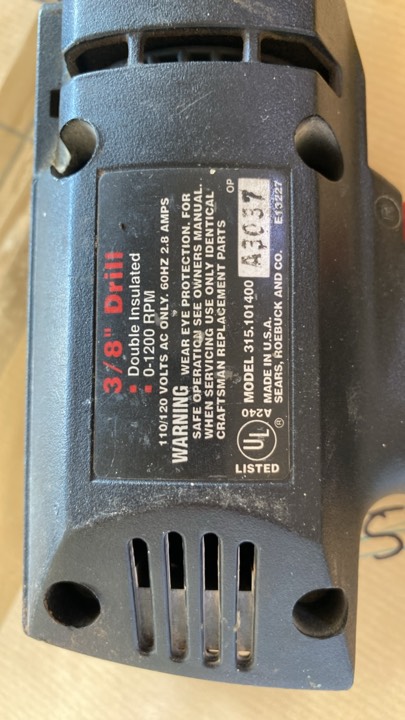 3/8" Drill
Double Insulated
0-1200 RPM
110/120 VOLTS AC ONLY. 60HZ 2.8 AMPS
WARNING WEAR EYE PROTECTION. FOR
SAFE OPERATION SEE OWNERS MANUAL.
WHEN SERVICING USE ONLY IDENTICAL
CRAFTSMAN REPLACEMENT PARTS
OP
MODEL 315.101400 A3037
MADE IN U.S.A.
SEARS, ROEBUCK AND CO. E13227
A240
UL ®
LISTED